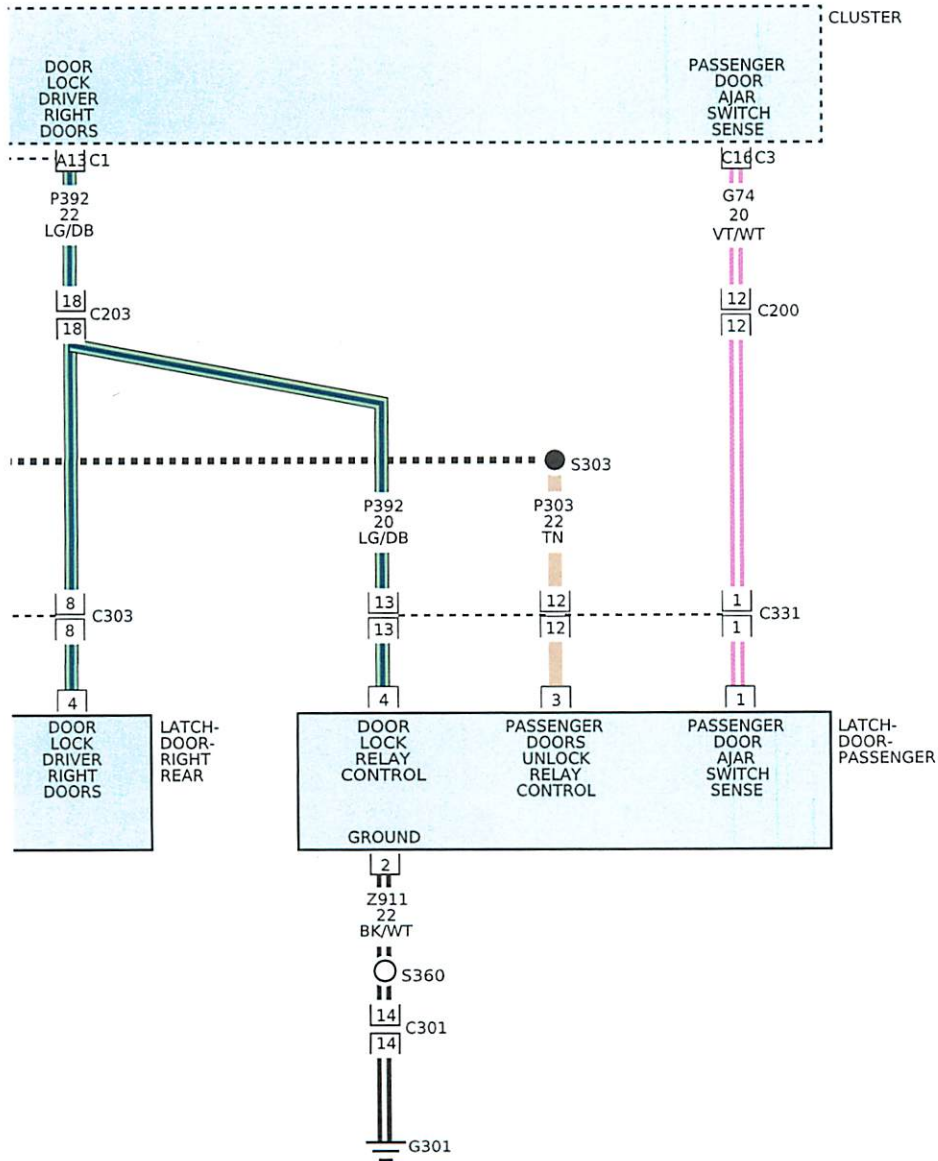 CLUSTER
DOOR
LOCK
DRIVER
RIGHT
DOORS
PASSENGER
DOOR
AJAR
SWITCH
SENSE
A13 C1
C16 C3
P392
22
LG/DB
G74
20
VT/WT
18
C203
18
12
C200
12
S303
P392
20
LG/DB
P303
22
TN
8
C303
8
13
13
12
12
1
C331
1
4
4
3
1
DOOR
LOCK
DRIVER
RIGHT
DOORS
LATCH-
DOOR-
RIGHT
REAR
DOOR
LOCK
RELAY
CONTROL
PASSENGER
DOORS
UNLOCK
RELAY
CONTROL
PASSENGER
DOOR
AJAR
SWITCH
SENSE
LATCH-
DOOR-
PASSENGER
GROUND
2
Z911
22
BK/WT
S360
14
C301
14
G301